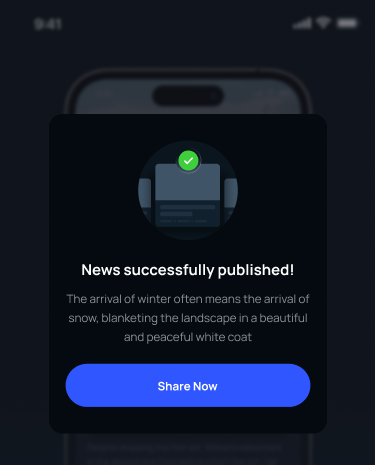 9:41
News successfully published!
The arrival of winter often means the arrival of
snow, blanketing the landscape in a beautiful
and peaceful white coat
Share Now